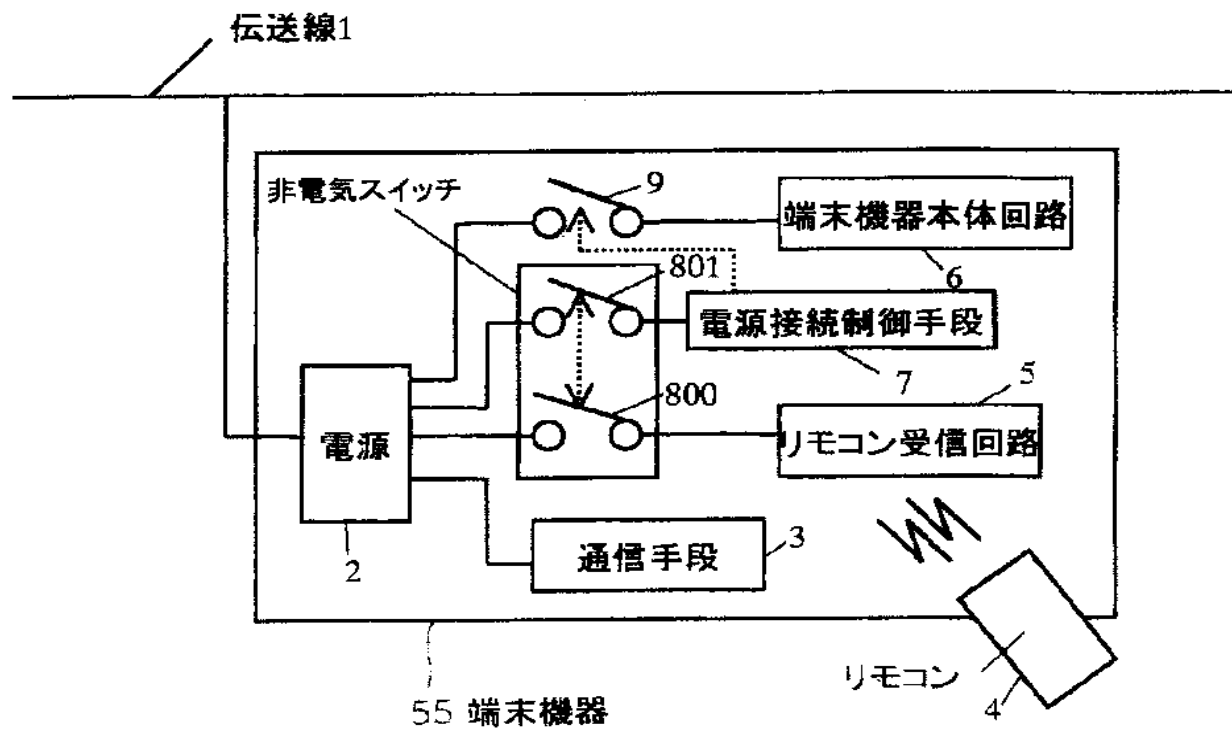 伝送線1
非電気スイッチ
9
端末機器本体回路
6
801
電源接続制御手段
7
5
800
電源
リモコン受信回路
2
通信手段
3
リモコン
4
55 端末機器